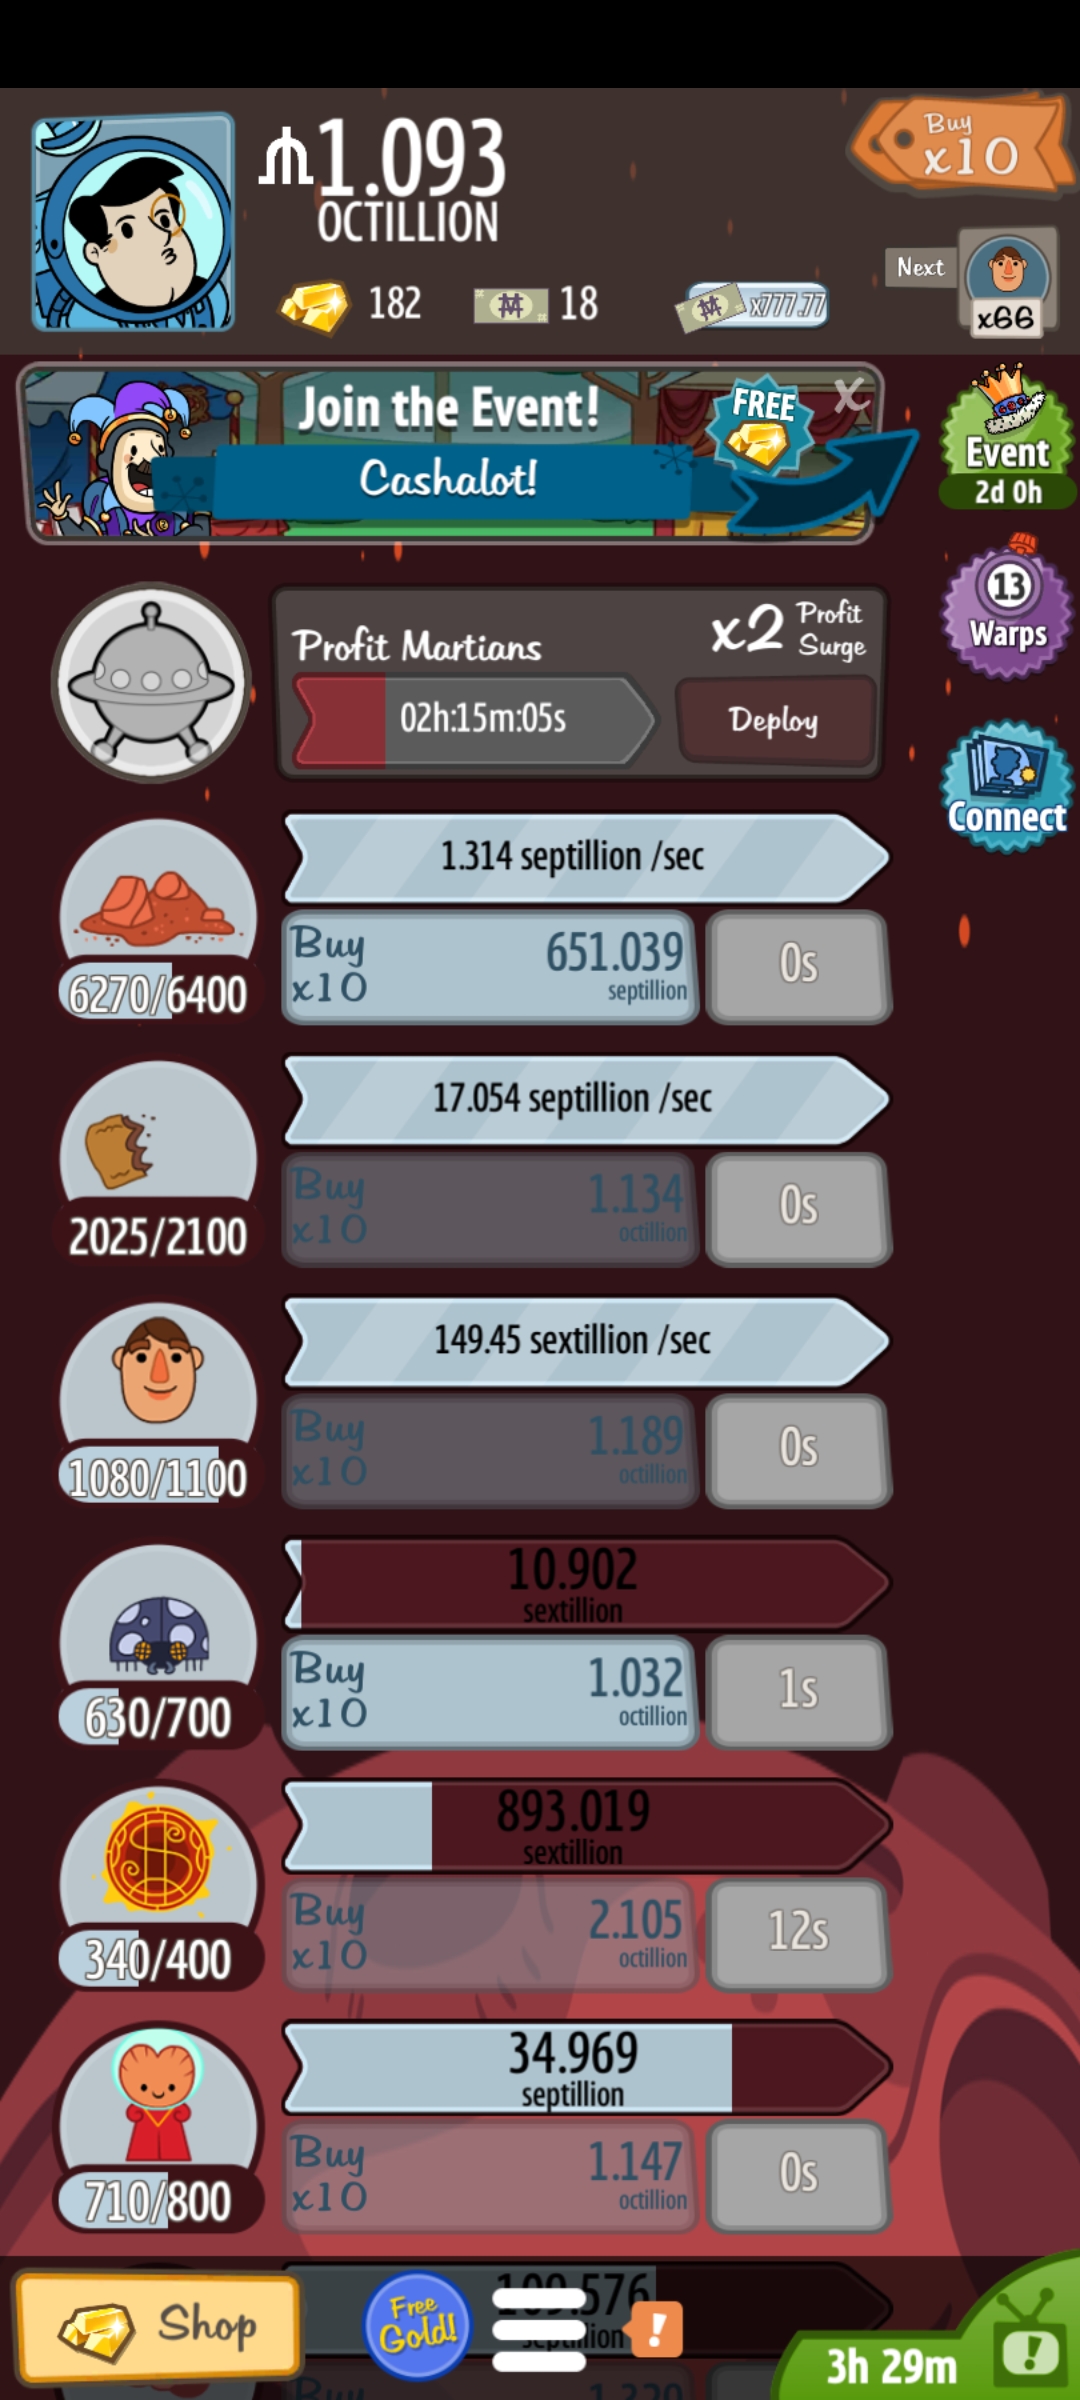 ₼1.093
OCTILLION
Buy
x10
182
18
x777.77
Next
x66
Join the Event!
FREE
X
Cashalot!
Event
2d 0h
13
Warps
Connect
Profit Martians
x2 Profit Surge
02h:15m:05s
Deploy
1.314 septillion /sec
Buy x10
651.039
septillion
0s
6270/6400
17.054 septillion /sec
Buy x10
1.134
octillion
0s
2025/2100
149.45 sextillion /sec
Buy x10
1.189
octillion
0s
1080/1100
10.902
sextillion
Buy x10
1.032
octillion
1s
630/700
893.019
sextillion
Buy x10
2.105
octillion
12s
340/400
34.969
septillion
Buy x10
1.147
octillion
0s
710/800
Shop
Free Gold!
!
3h 29m
!